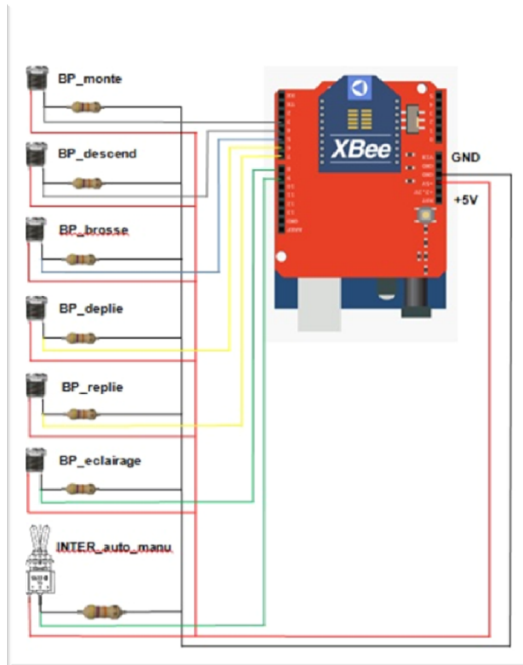 BP_monte
BP_descend
BP_brosse
BP_deplie
BP_replie
BP_eclairage
INTER_auto_manu
XBee
GND
+5V